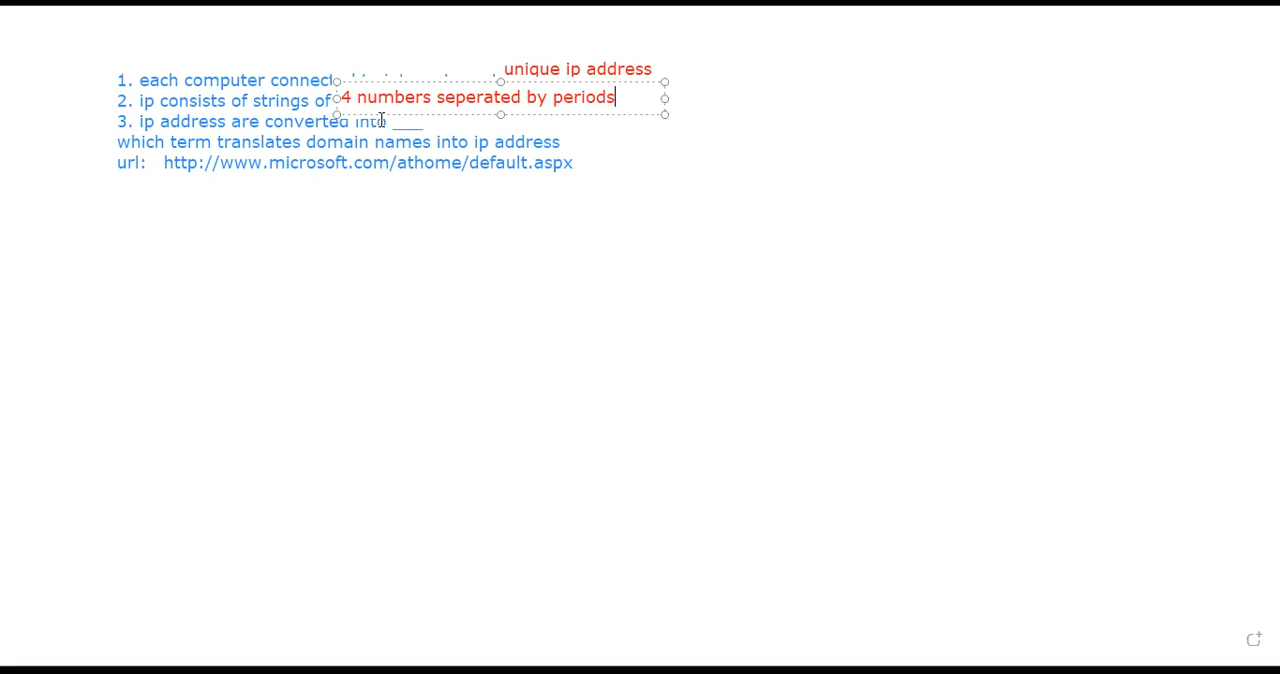 1. each computer connect unique ip address
2. ip consists of strings of 4 numbers seperated by periods
3. ip address are converted into ___
which term translates domain names into ip address
url: http://www.microsoft.com/athome/default.aspx